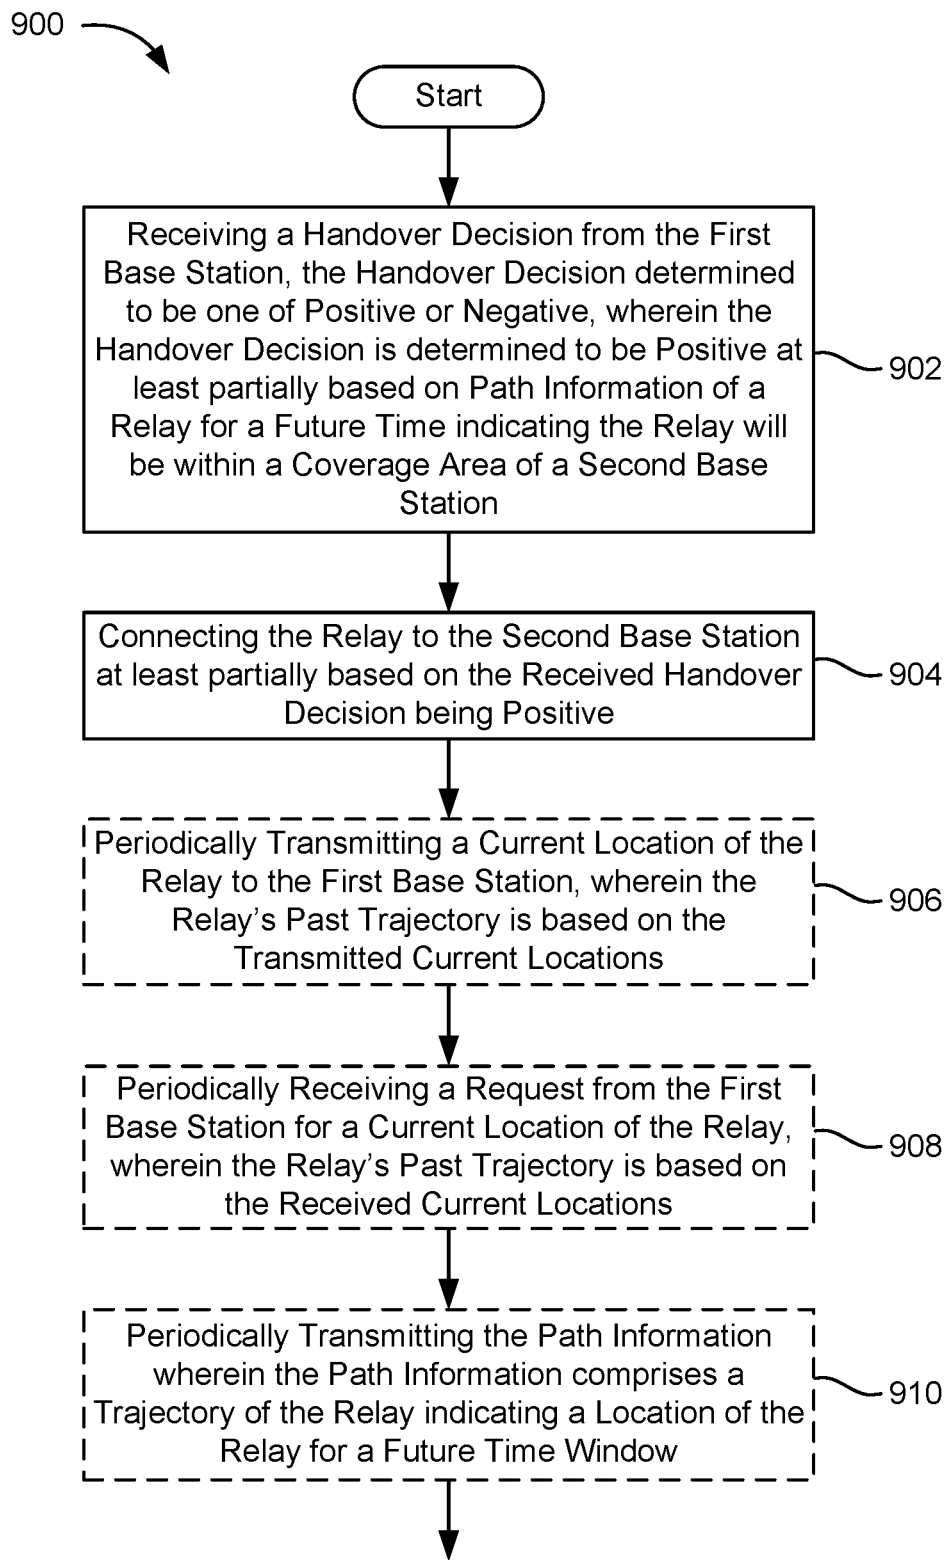 900
Start
Receiving a Handover Decision from the First
Base Station, the Handover Decision determined
to be one of Positive or Negative, wherein the
Handover Decision is determined to be Positive at
least partially based on Path Information of a
Relay for a Future Time indicating the Relay will
be within a Coverage Area of a Second Base
Station
902
Connecting the Relay to the Second Base Station
at least partially based on the Received Handover
Decision being Positive
904
Periodically Transmitting a Current Location of the
Relay to the First Base Station, wherein the
Relay's Past Trajectory is based on the
Transmitted Current Locations
906
Periodically Receiving a Request from the First
Base Station for a Current Location of the Relay,
wherein the Relay's Past Trajectory is based on
the Received Current Locations
908
Periodically Transmitting the Path Information
wherein the Path Information comprises a
Trajectory of the Relay indicating a Location of the
Relay for a Future Time Window
910